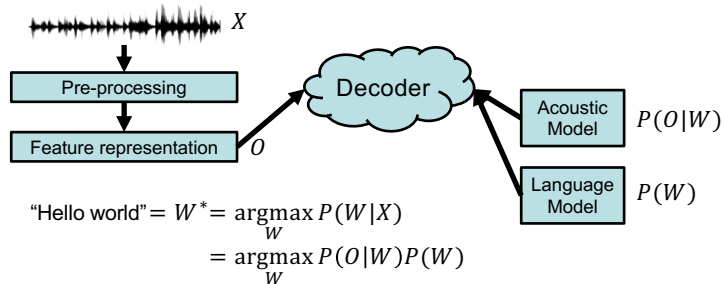 X
Pre-processing
Feature representation
O
Decoder
Acoustic
Model
P(O|W)
Language
Model
P(W)
“Hello world” = W* = argmax P(W|X)
W
= argmax P(O|W)P(W)
W